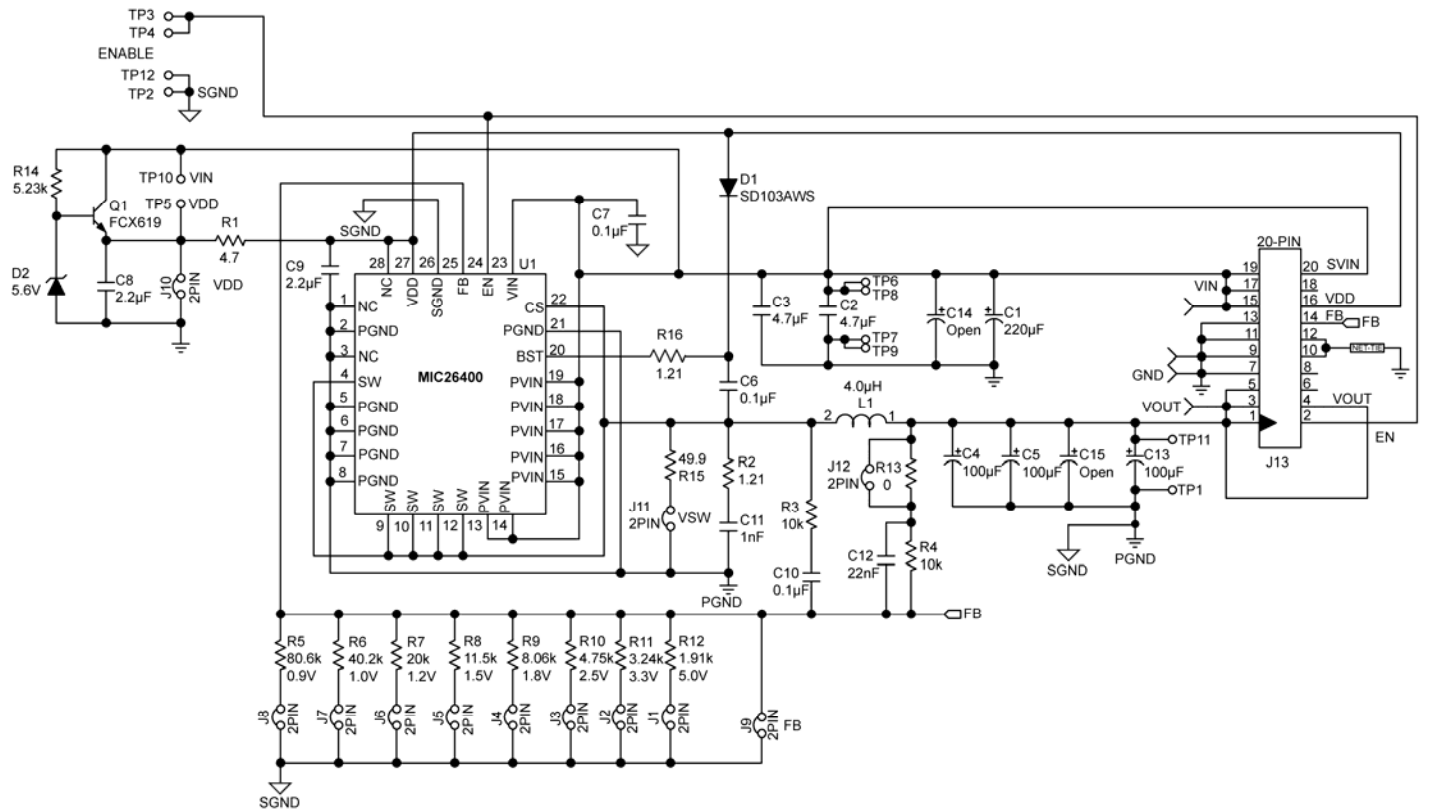 TP3
TP4
ENABLE
TP12
TP2
SGND
R14
5.23k
Q1
FCX619
TP10 VIN
TP5 VDD
R1
4.7
D2
5.6V
C8
2.2µF
J10
2PIN
VDD
C9
2.2µF
SGND
28 27 26 25 24 23 U1
NC VDD SGND FB EN VIN
C7
0.1µF
D1
SD103AWS
1 NC
2 PGND
3 NC
4 SW
5 PGND
6 PGND
7 PGND
8 PGND
MIC26400
CS 22
PGND 21
BST 20
PVIN 19
PVIN 18
PVIN 17
PVIN 16
PVIN 15
SW SW SW SW PVIN PVIN
9 10 11 12 13 14
R16
1.21
C6
0.1µF
C3
4.7µF
C2
4.7µF
TP6
TP8
TP7
TP9
C14
Open
C1
220µF
49.9
R15
J11
2PIN
VSW
R2
1.21
C11
1nF
PGND
4.0µH
L1
2 1
R3
10k
C10
0.1µF
J12
2PIN
R13
0
C12
22nF
R4
10k
C4
100µF
C5
100µF
C15
Open
C13
100µF
TP11
TP1
SGND
PGND
20-PIN
19 20 SVIN
VIN 17 18
15 16 VDD
13 14 FB FB
11 12
9 10 NET-TIE
GND 7 8
5 6
VOUT 3 4 VOUT
1 2
EN
J13
FB
R5
80.6k
0.9V
R6
40.2k
1.0V
R7
20k
1.2V
R8
11.5k
1.5V
R9
8.06k
1.8V
R10
4.75k
2.5V
R11
3.24k
3.3V
R12
1.91k
5.0V
J8
2PIN
J7
2PIN
J6
2PIN
J5
2PIN
J4
2PIN
J3
2PIN
J2
2PIN
J1
2PIN
J9
2PIN
FB
SGND